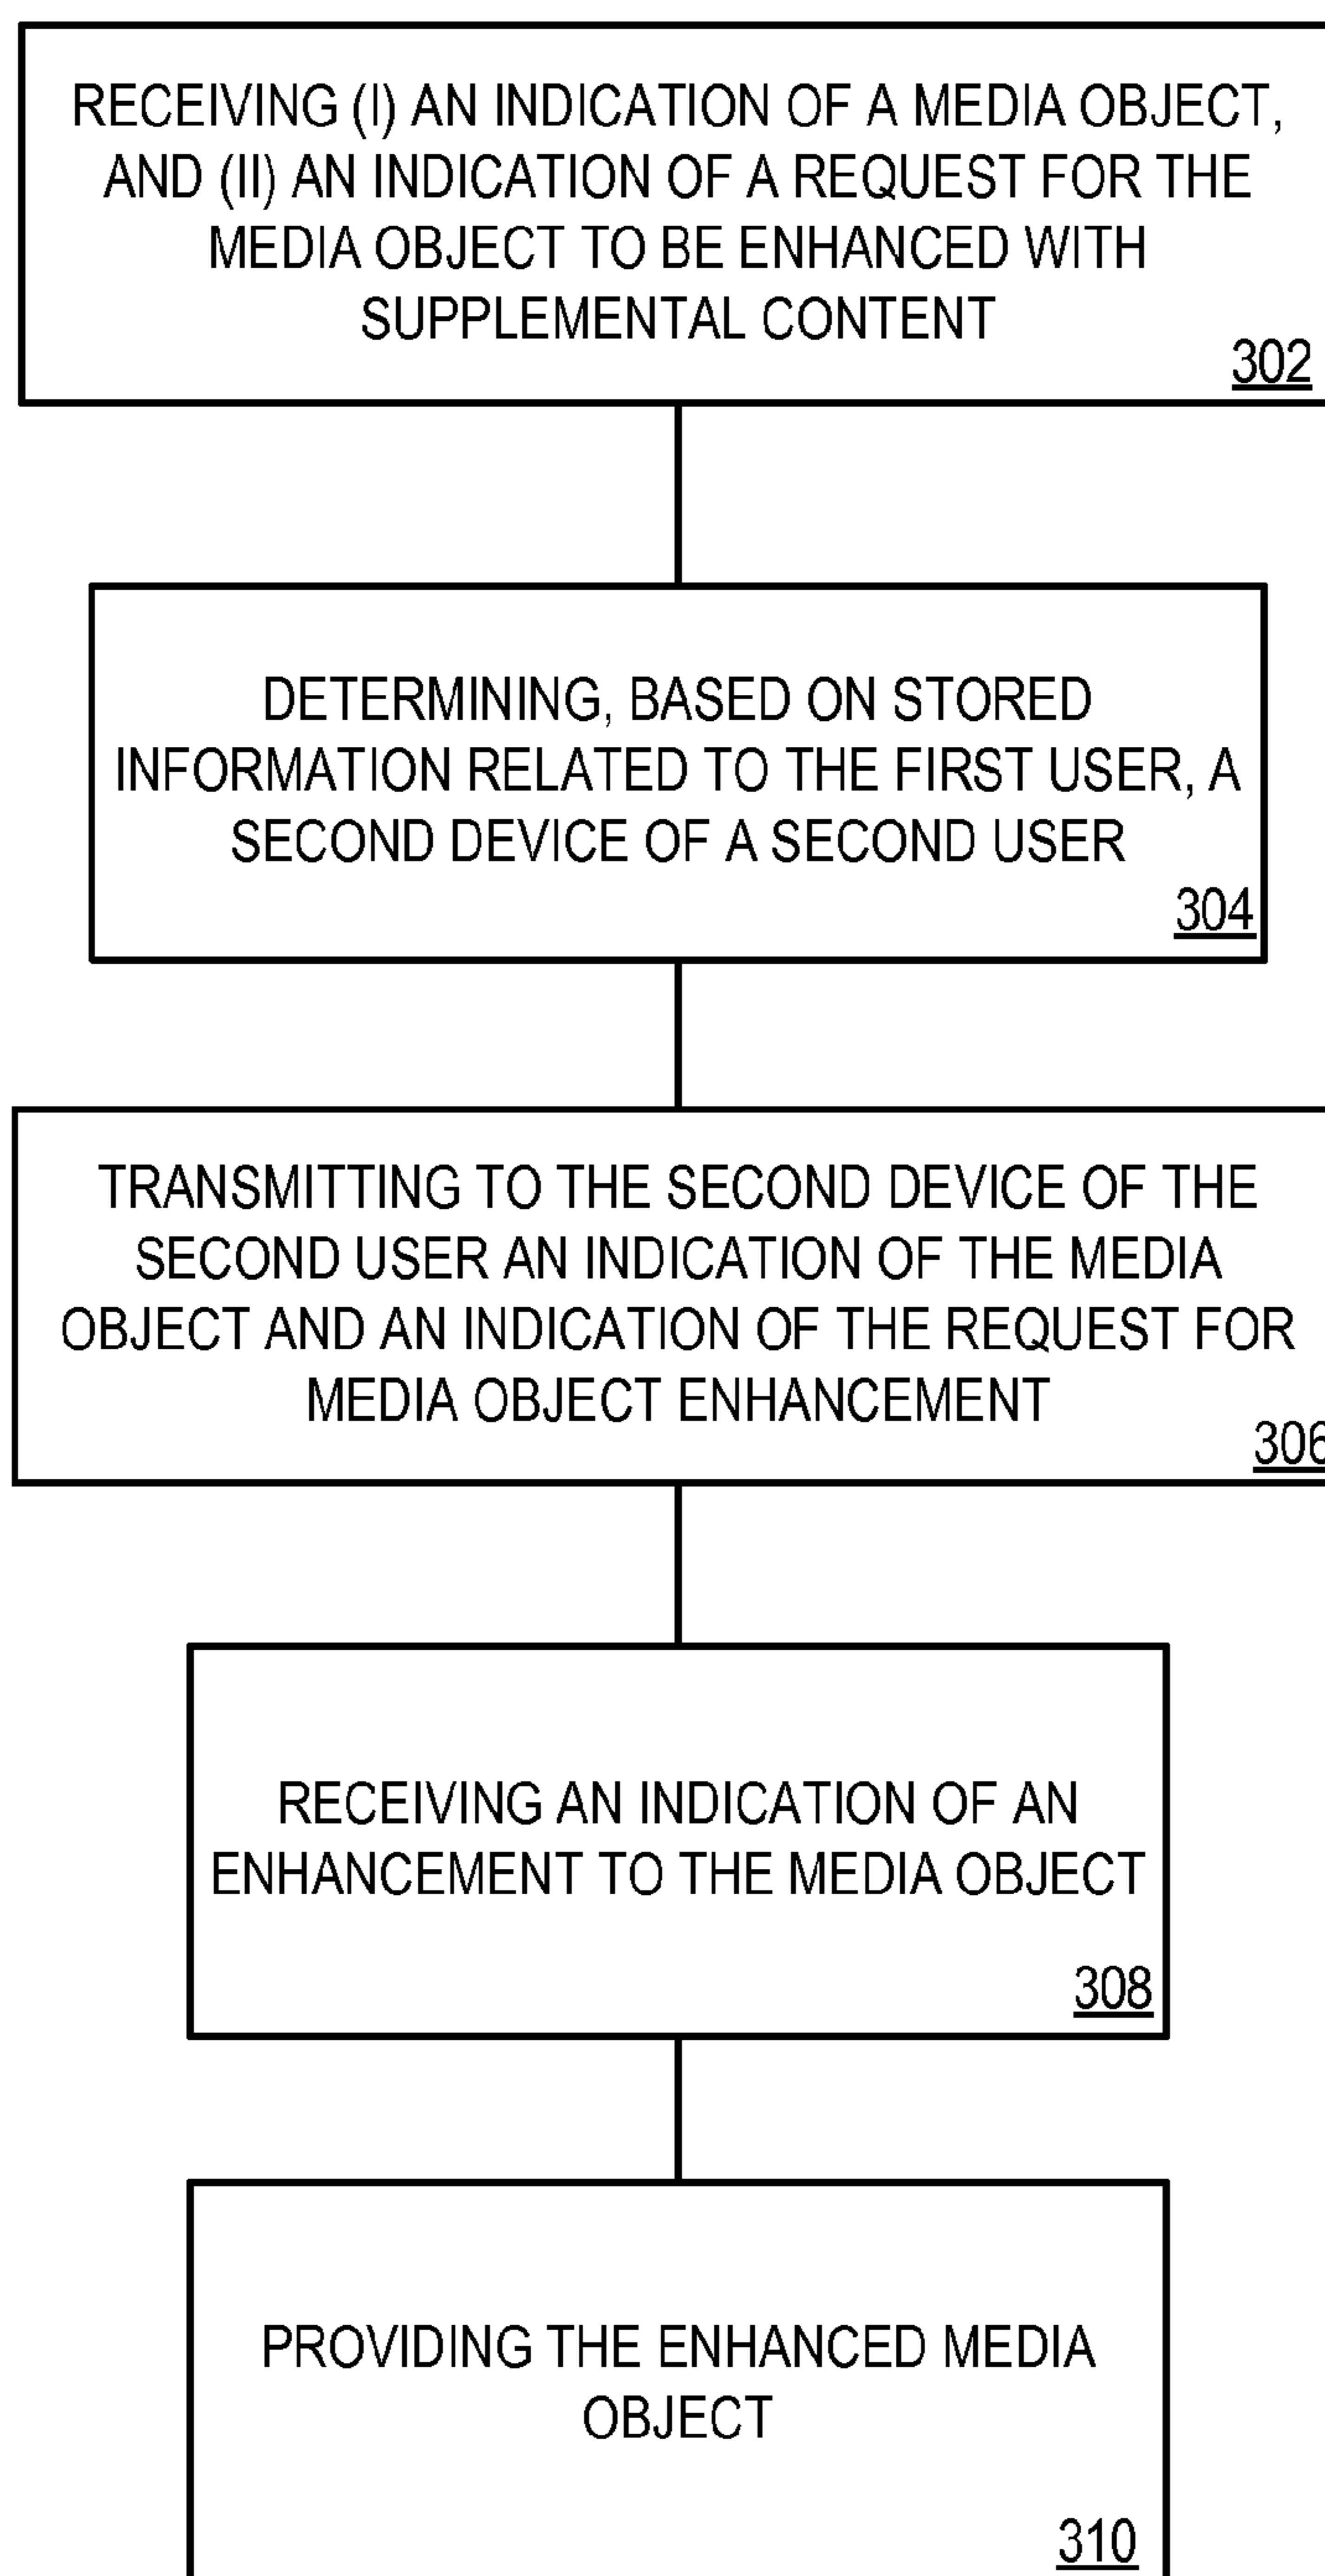 RECEIVING (I) AN INDICATION OF A MEDIA OBJECT,
AND (II) AN INDICATION OF A REQUEST FOR THE
MEDIA OBJECT TO BE ENHANCED WITH
SUPPLEMENTAL CONTENT
302
DETERMINING, BASED ON STORED
INFORMATION RELATED TO THE FIRST USER, A
SECOND DEVICE OF A SECOND USER
304
TRANSMITTING TO THE SECOND DEVICE OF THE
SECOND USER AN INDICATION OF THE MEDIA
OBJECT AND AN INDICATION OF THE REQUEST FOR
MEDIA OBJECT ENHANCEMENT
306
RECEIVING AN INDICATION OF AN
ENHANCEMENT TO THE MEDIA OBJECT
308
PROVIDING THE ENHANCED MEDIA
OBJECT
310